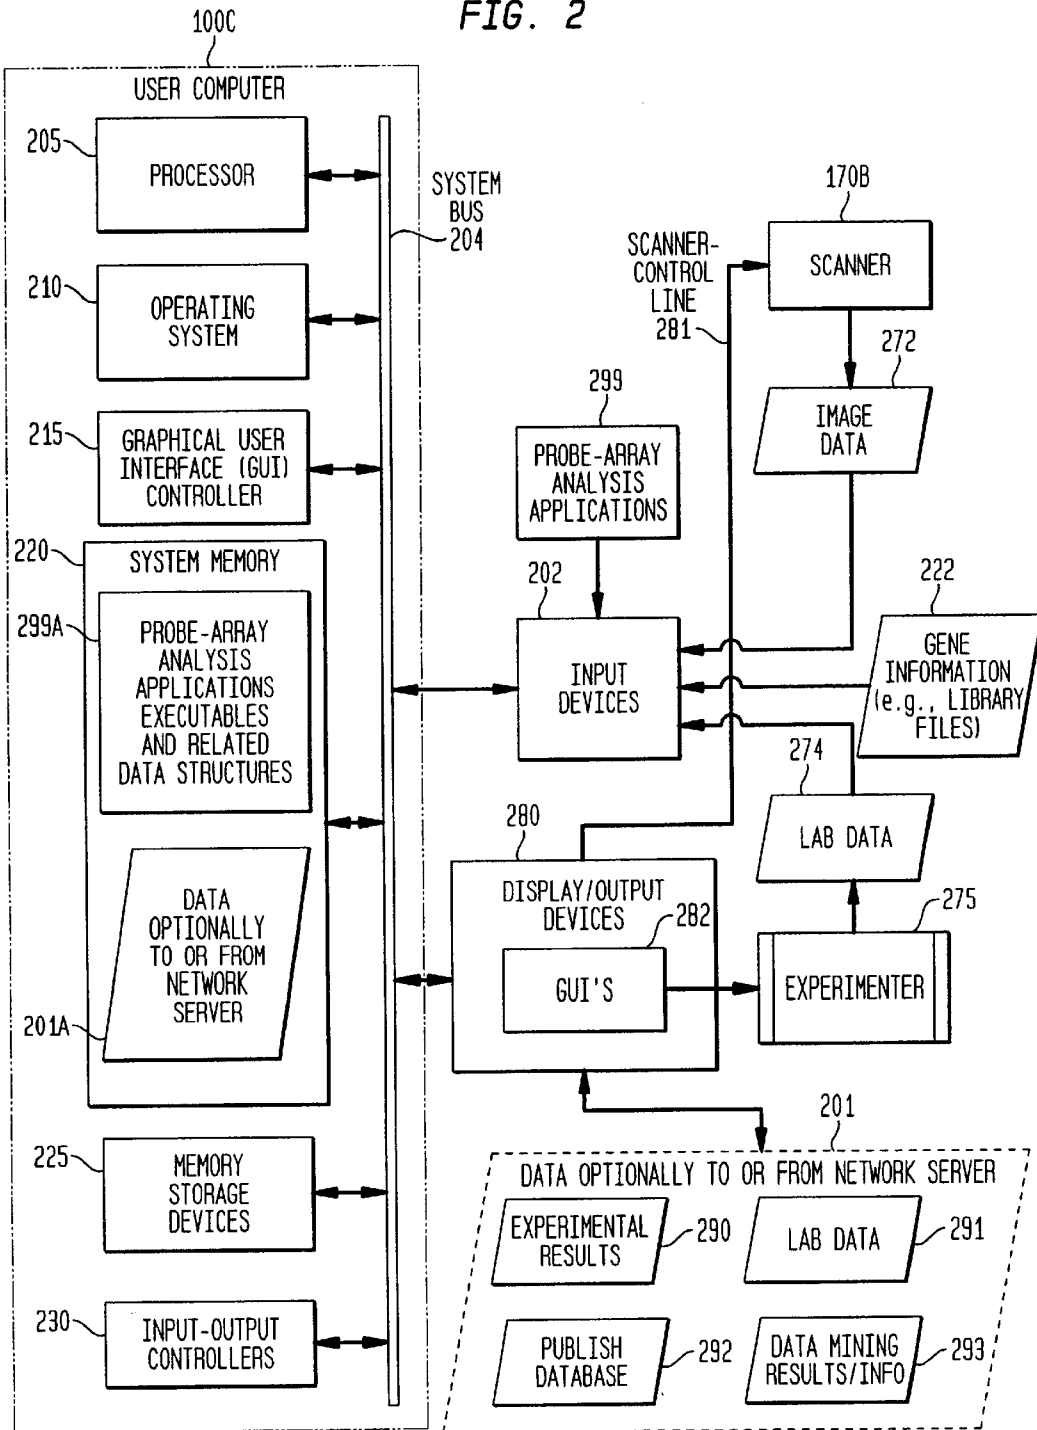 FIG. 2
100C
USER COMPUTER
205
PROCESSOR
SYSTEM
BUS
204
210
OPERATING
SYSTEM
215
GRAPHICAL USER
INTERFACE (GUI)
CONTROLLER
220
SYSTEM MEMORY
299A
PROBE-ARRAY
ANALYSIS
APPLICATIONS
EXECUTABLES
AND RELATED
DATA STRUCTURES
DATA
OPTIONALLY
TO OR FROM
NETWORK
SERVER
201A
225
MEMORY
STORAGE
DEVICES
230
INPUT-OUTPUT
CONTROLLERS
170B
SCANNER
SCANNER-
CONTROL
LINE
281
272
IMAGE
DATA
299
PROBE-ARRAY
ANALYSIS
APPLICATIONS
202
INPUT
DEVICES
222
GENE
INFORMATION
(e.g., LIBRARY
FILES)
274
LAB DATA
280
DISPLAY/OUTPUT
DEVICES
282
GUI'S
275
EXPERIMENTER
201
DATA OPTIONALLY TO OR FROM NETWORK SERVER
EXPERIMENTAL
RESULTS
290
LAB DATA
291
PUBLISH
DATABASE
292
DATA MINING
RESULTS/INFO
293